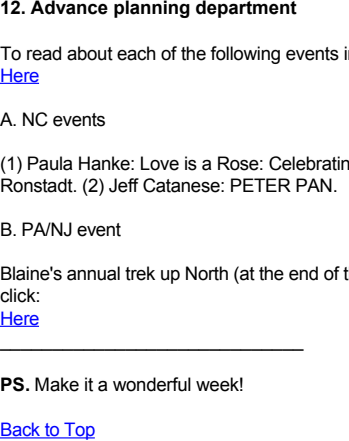 12. Advance planning department
To read about each of the following events
Here
A. NC events
(1) Paula Hanke: Love is a Rose:
Ronstadt. (2) Jeff Catanese: PETER PAN.
B. PA/NJ event
Blaine's annual trek up North (at the end of
click:
Here
PS. Make it a wonderful week!
Back to Top